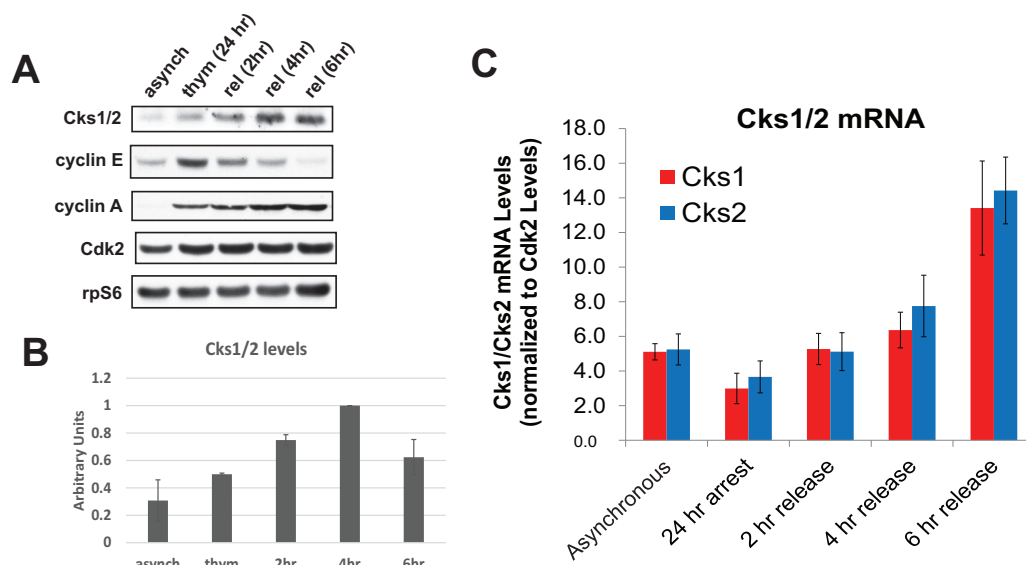 A
asynch
thym (24 hr)
rel (2hr)
rel (4hr)
rel (6hr)
Cks1/2
cyclin E
cyclin A
Cdk2
rpS6
B
Cks1/2 levels
Arbitrary Units
1.2
1
0.8
0.6
0.4
0.2
0
asynch
thym
2hr
4hr
6hr
C
Cks1/2 mRNA
Cks1/Cks2 mRNA Levels
(normalized to Cdk2 Levels)
18.0
16.0
14.0
12.0
10.0
8.0
6.0
4.0
2.0
0.0
Cks1
Cks2
Asynchronous
24 hr arrest
2 hr release
4 hr release
6 hr release